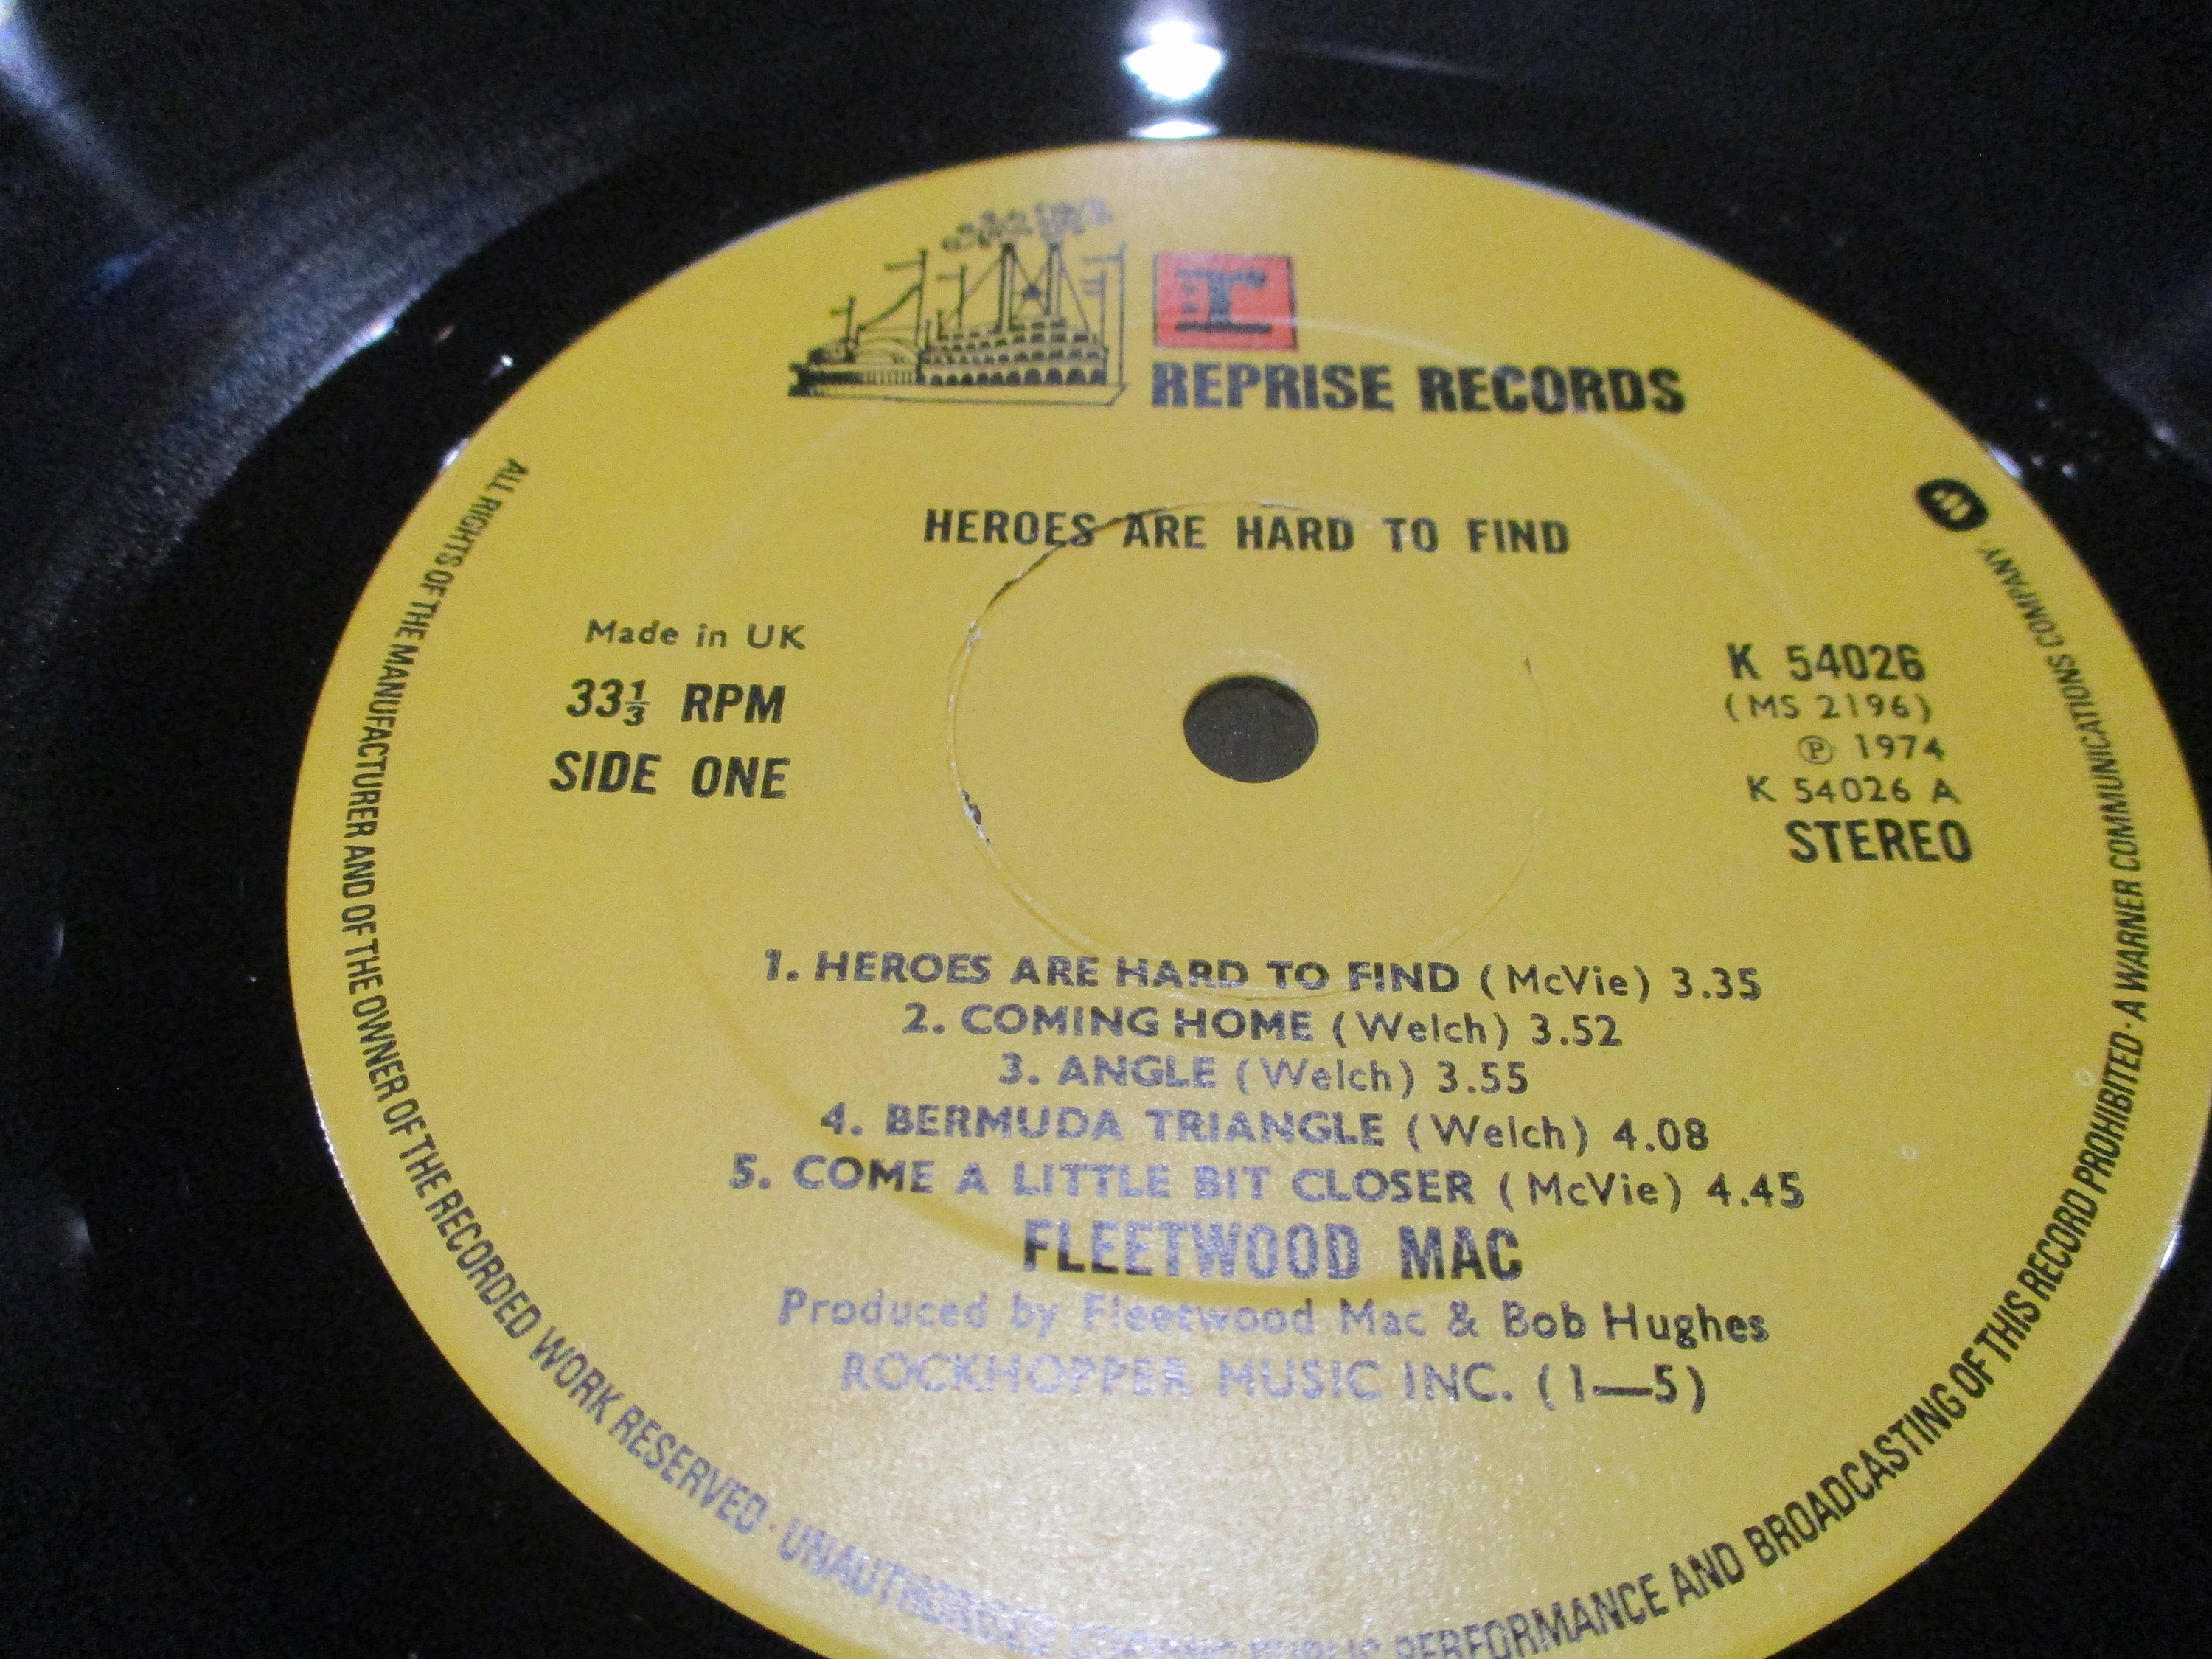 r
REPRISE RECORDS
HEROES ARE HARD TO FIND
Made in UK
33⅓ RPM
SIDE ONE
K 54026
(MS 2196)
Ⓟ 1974
K 54026 A
STEREO
1. HEROES ARE HARD TO FIND (McVie) 3.35
2. COMING HOME (Welch) 3.52
3. ANGLE (Welch) 3.55
4. BERMUDA TRIANGLE (Welch) 4.08
5. COME A LITTLE BIT CLOSER (McVie) 4.45
FLEETWOOD MAC
Produced by Fleetwood Mac & Bob Hughes
ROCKHOPPER MUSIC INC. (1—5)
ALL RIGHTS OF THE MANUFACTURER AND OF THE OWNER OF THE RECORDED WORK RESERVED · UNAUTHORISED COPYING PUBLIC PERFORMANCE AND BROADCASTING OF THIS RECORD PROHIBITED · A WARNER COMMUNICATIONS COMPANY ·